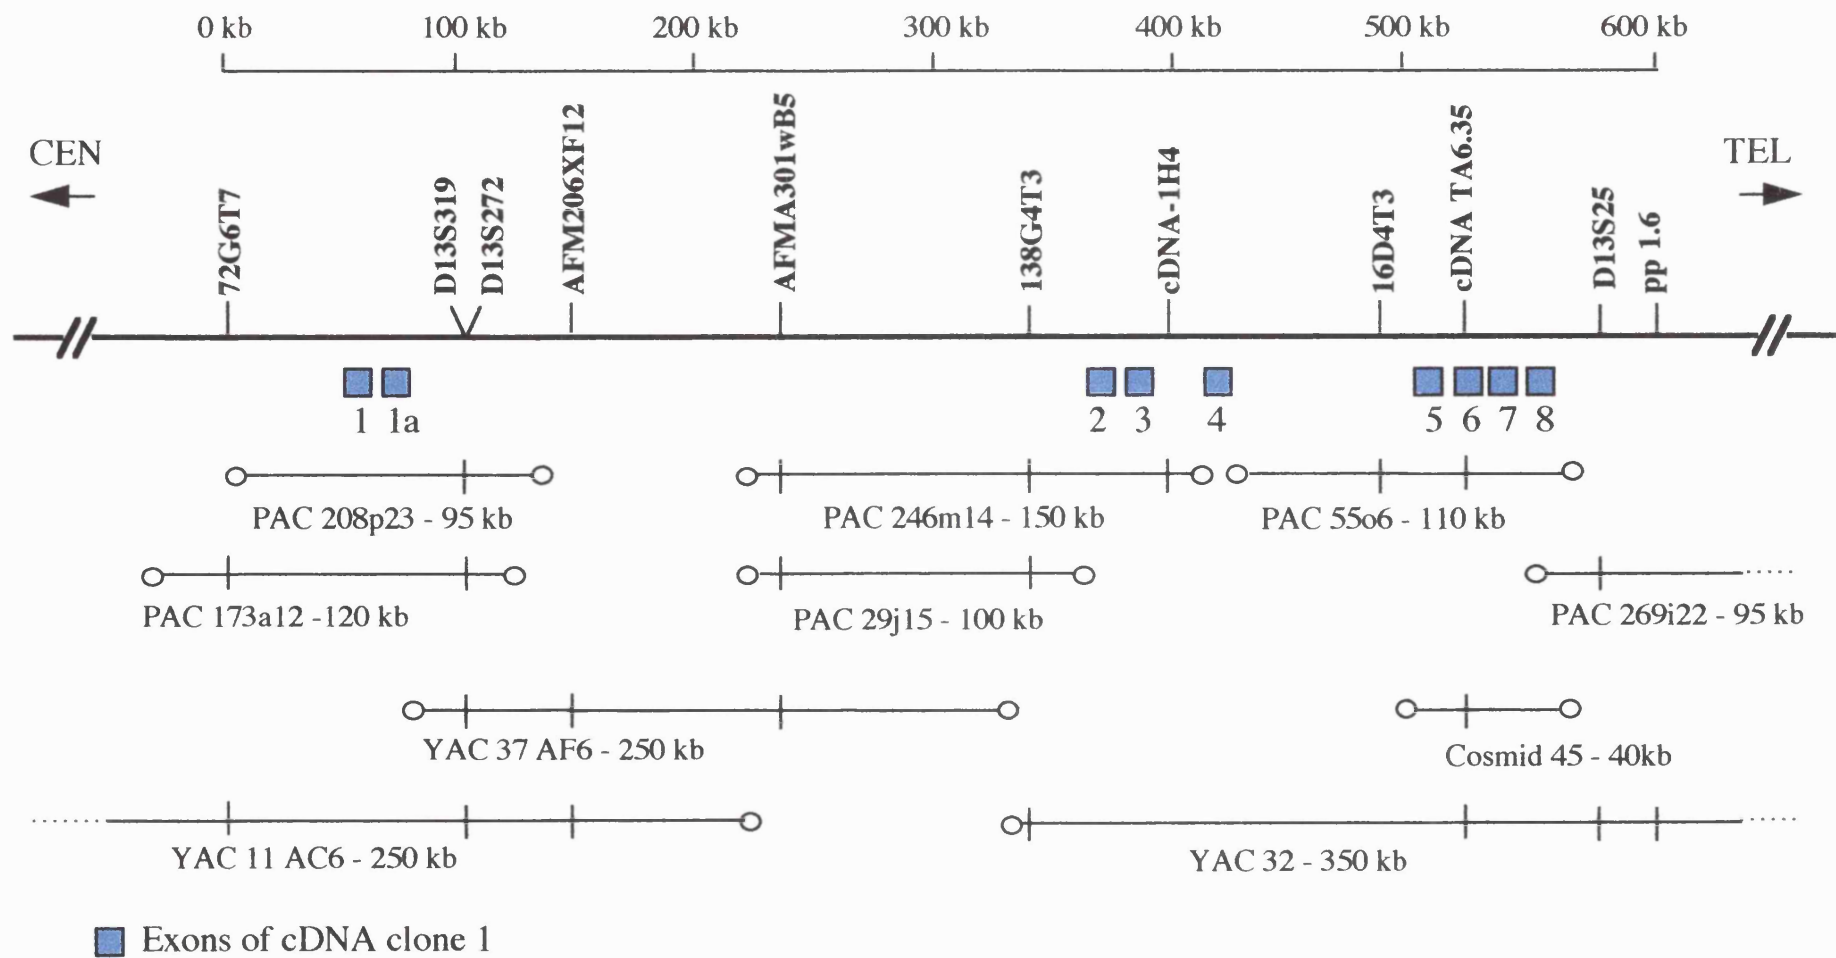 0 kb 100 kb 200 kb 300 kb 400 kb 500 kb 600 kb
CEN
TEL
72G6T7
D13S319
D13S272
AFM206XF12
AFMA301wB5
138G4T3
cDNA-1H4
16D4T3
cDNA TA6.35
D13S25
pp 1.6
1 1a 2 3 4 5 6 7 8
PAC 208p23 - 95 kb
PAC 246m14 - 150 kb
PAC 55o6 - 110 kb
PAC 173a12 -120 kb
PAC 29j15 - 100 kb
PAC 269i22 - 95 kb
YAC 37 AF6 - 250 kb
Cosmid 45 - 40kb
YAC 11 AC6 - 250 kb
YAC 32 - 350 kb
Exons of cDNA clone 1